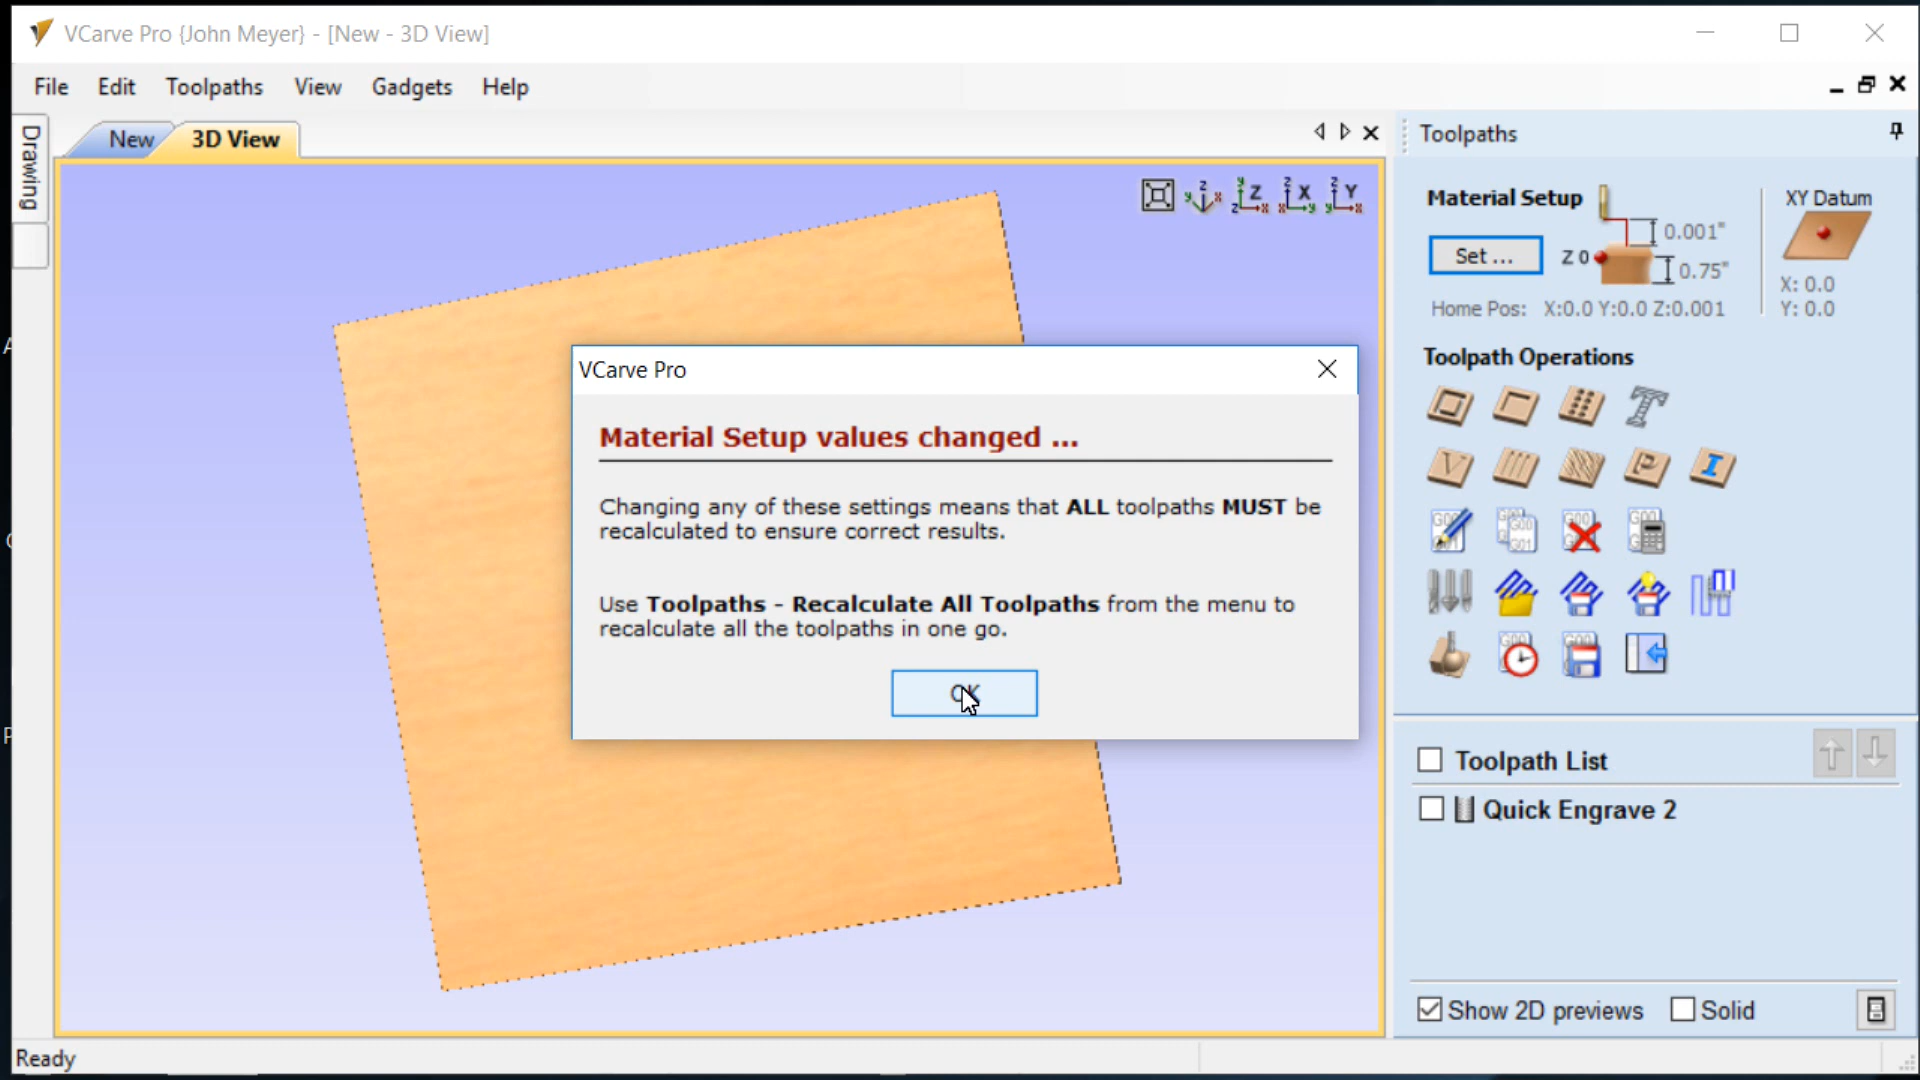 VCarve Pro {John Meyer} - [New - 3D View]
File Edit Toolpaths View Gadgets Help
Drawing
New 3D View
Toolpaths
Material Setup
XY Datum
0.001"
Set ...
Z 0
0.75"
X: 0.0
Home Pos: X:0.0 Y:0.0 Z:0.001
Y: 0.0
Toolpath Operations
VCarve Pro
Material Setup values changed ...
Changing any of these settings means that ALL toolpaths MUST be
recalculated to ensure correct results.
Use Toolpaths - Recalculate All Toolpaths from the menu to
recalculate all the toolpaths in one go.
OK
Toolpath List
Quick Engrave 2
Show 2D previews Solid
Ready